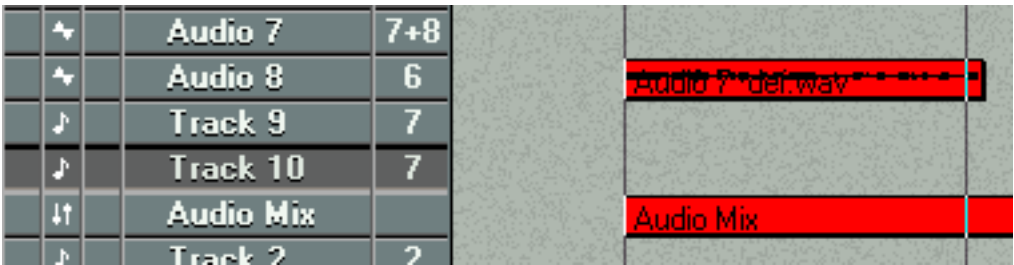 Audio 7 7+8
Audio 8 6 Audio 7 del.wav
Track 9 7
Track 10 7
Audio Mix Audio Mix
Track 2 2